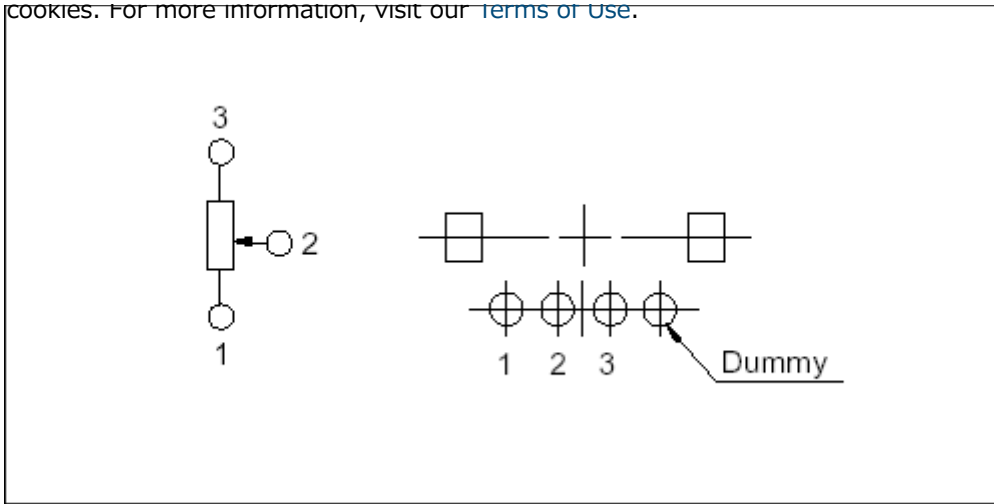 cookies. For more information, visit our Terms of Use.
3
2
1
1 2 3
Dummy